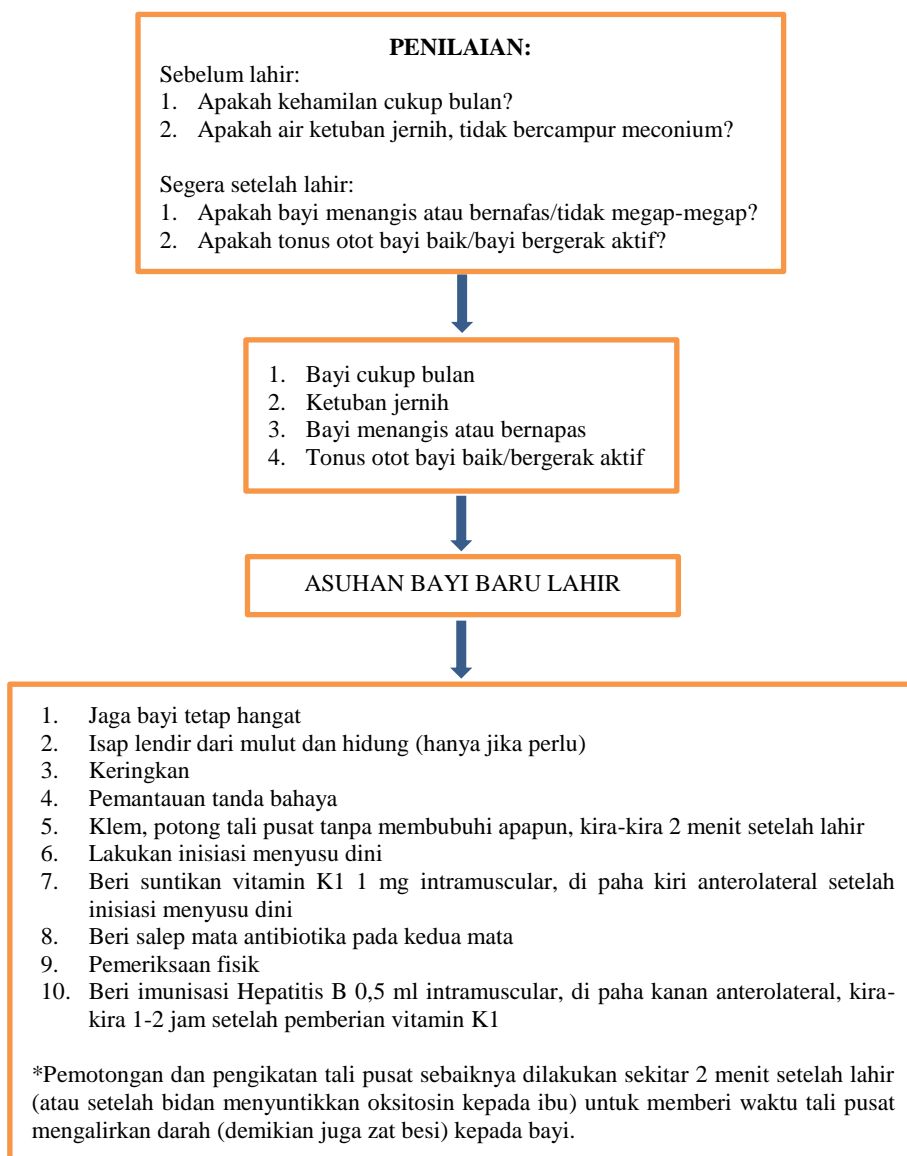 PENILAIAN:
Sebelum lahir:
1. Apakah kehamilan cukup bulan?
2. Apakah air ketuban jernih, tidak bercampur meconium?
Segera setelah lahir:
1. Apakah bayi menangis atau bernafas/tidak megap-megap?
2. Apakah tonus otot bayi baik/bayi bergerak aktif?
1. Bayi cukup bulan
2. Ketuban jernih
3. Bayi menangis atau bernapas
4. Tonus otot bayi baik/bergerak aktif
ASUHAN BAYI BARU LAHIR
1. Jaga bayi tetap hangat
2. Isap lendir dari mulut dan hidung (hanya jika perlu)
3. Keringkan
4. Pemantauan tanda bahaya
5. Klem, potong tali pusat tanpa membubuhi apapun, kira-kira 2 menit setelah lahir
6. Lakukan inisiasi menyusu dini
7. Beri suntikan vitamin K1 1 mg intramuscular, di paha kiri anterolateral setelah
inisiasi menyusu dini
8. Beri salep mata antibiotika pada kedua mata
9. Pemeriksaan fisik
10. Beri imunisasi Hepatitis B 0,5 ml intramuscular, di paha kanan anterolateral, kira-
kira 1-2 jam setelah pemberian vitamin K1
*Pemotongan dan pengikatan tali pusat sebaiknya dilakukan sekitar 2 menit setelah lahir
(atau setelah bidan menyuntikkan oksitosin kepada ibu) untuk memberi waktu tali pusat
mengalirkan darah (demikian juga zat besi) kepada bayi.